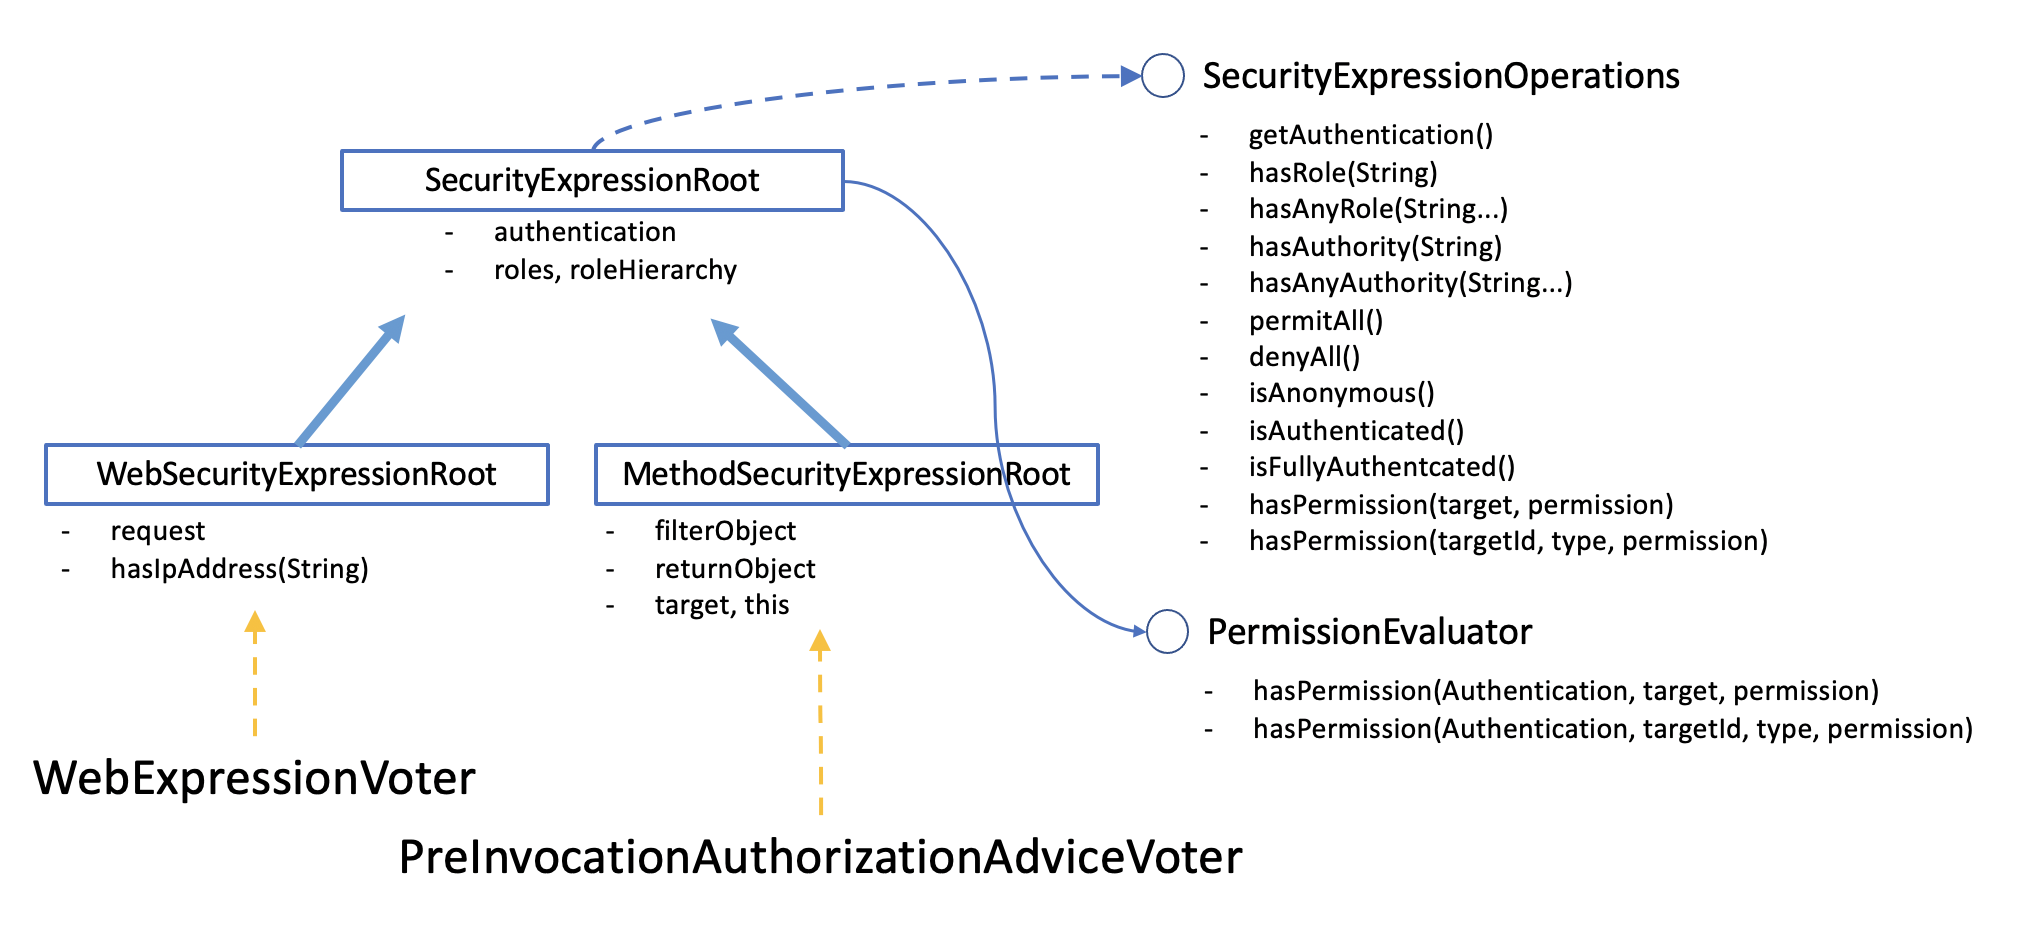 SecurityExpressionOperations
- getAuthentication()
- hasRole(String)
- hasAnyRole(String...)
- hasAuthority(String)
- hasAnyAuthority(String...)
- permitAll()
- denyAll()
- isAnonymous()
- isAuthenticated()
- isFullyAuthentcated()
- hasPermission(target, permission)
- hasPermission(targetId, type, permission)
SecurityExpressionRoot
- authentication
- roles, roleHierarchy
WebSecurityExpressionRoot
- request
- hasIpAddress(String)
MethodSecurityExpressionRoot
- filterObject
- returnObject
- target, this
PermissionEvaluator
- hasPermission(Authentication, target, permission)
- hasPermission(Authentication, targetId, type, permission)
WebExpressionVoter
PreInvocationAuthorizationAdviceVoter